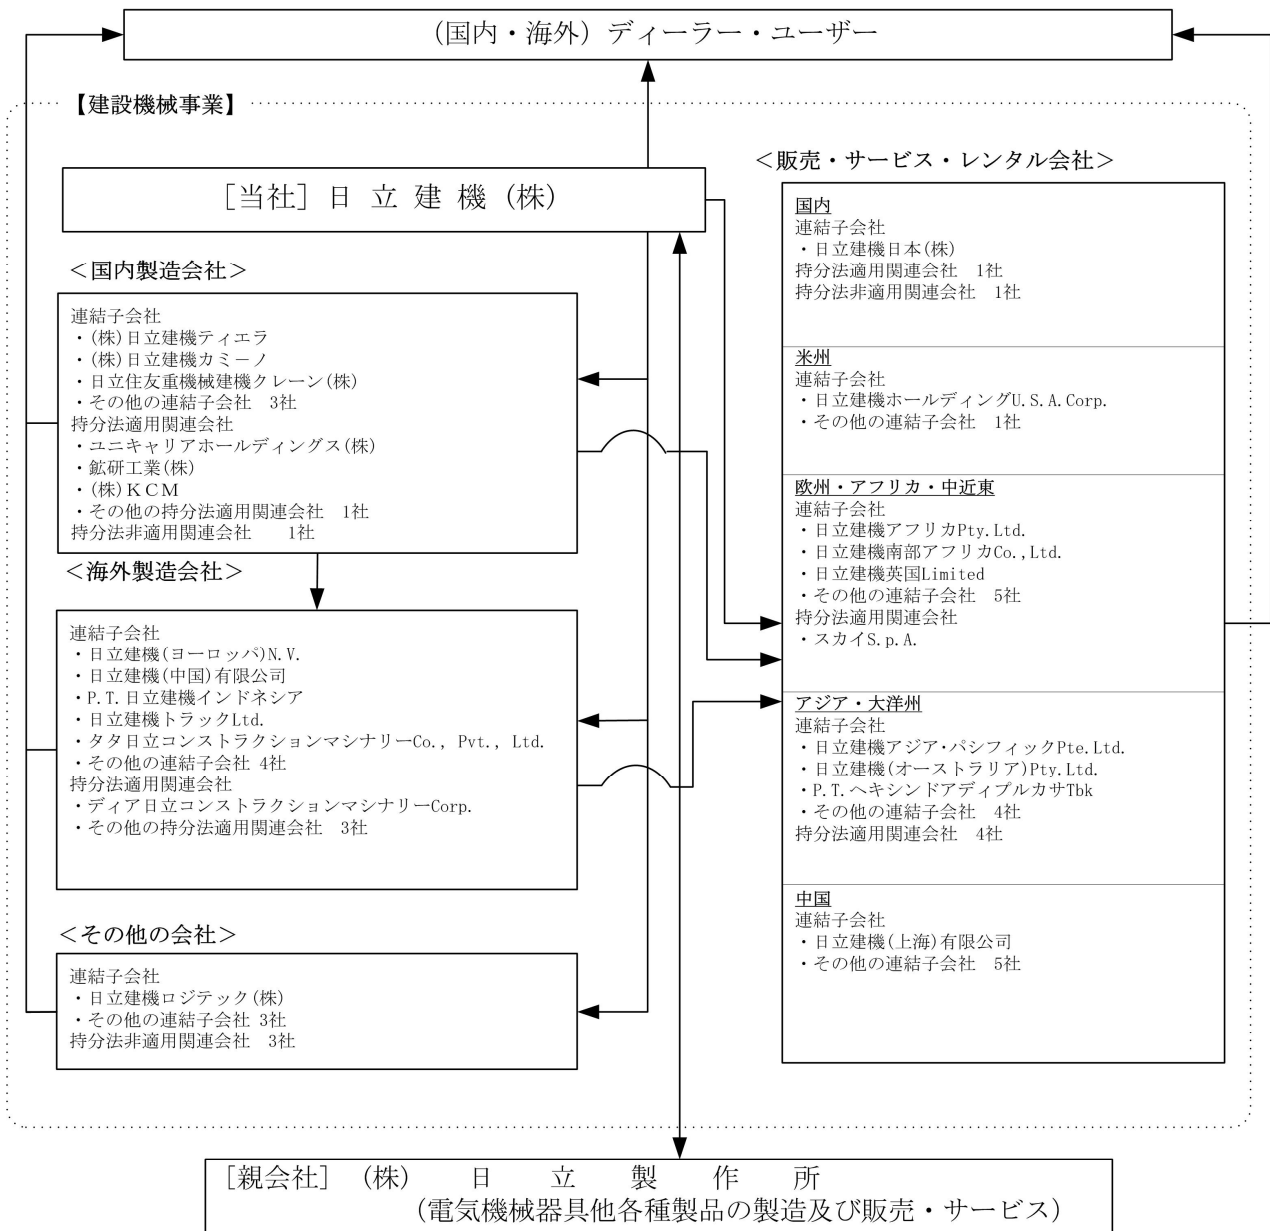 (国内・海外) ディーラー・ユーザー
【建設機械事業】
[当社] 日 立 建 機 (株)
＜国内製造会社＞
連結子会社
・(株)日立建機ティエラ
・(株)日立建機カミーノ
・日立住友重機械建機クレーン(株)
・その他の連結子会社 3社
持分法適用関連会社
・ユニキャリアホールディングス(株)
・鉱研工業(株)
・(株)ＫＣＭ
・その他の持分法適用関連会社 1社
持分法非適用関連会社 1社
＜海外製造会社＞
連結子会社
・日立建機(ヨーロッパ)N.V.
・日立建機(中国)有限公司
・P.T.日立建機インドネシア
・日立建機トラックLtd.
・タタ日立コンストラクションマシナリーCo., Pvt., Ltd.
・その他の連結子会社 4社
持分法適用関連会社
・ディア日立コンストラクションマシナリーCorp.
・その他の持分法適用関連会社 3社
＜その他の会社＞
連結子会社
・日立建機ロジテック(株)
・その他の連結子会社 3社
持分法非適用関連会社 3社
＜販売・サービス・レンタル会社＞
国内
連結子会社
・日立建機日本(株)
持分法適用関連会社 1社
持分法非適用関連会社 1社
米州
連結子会社
・日立建機ホールディングU.S.A.Corp.
・その他の連結子会社 1社
欧州・アフリカ・中近東
連結子会社
・日立建機アフリカPty.Ltd.
・日立建機南部アフリカCo.,Ltd.
・日立建機英国Limited
・その他の連結子会社 5社
持分法適用関連会社
・スカイS.p.A.
アジア・大洋州
連結子会社
・日立建機アジア・パシフィックPte.Ltd.
・日立建機(オーストラリア)Pty.Ltd.
・P.T.ヘキシンドアディプルカサTbk
・その他の連結子会社 4社
持分法適用関連会社 4社
中国
連結子会社
・日立建機(上海)有限公司
・その他の連結子会社 5社
[親会社] (株) 日 立 製 作 所
(電気機械器具他各種製品の製造及び販売・サービス)